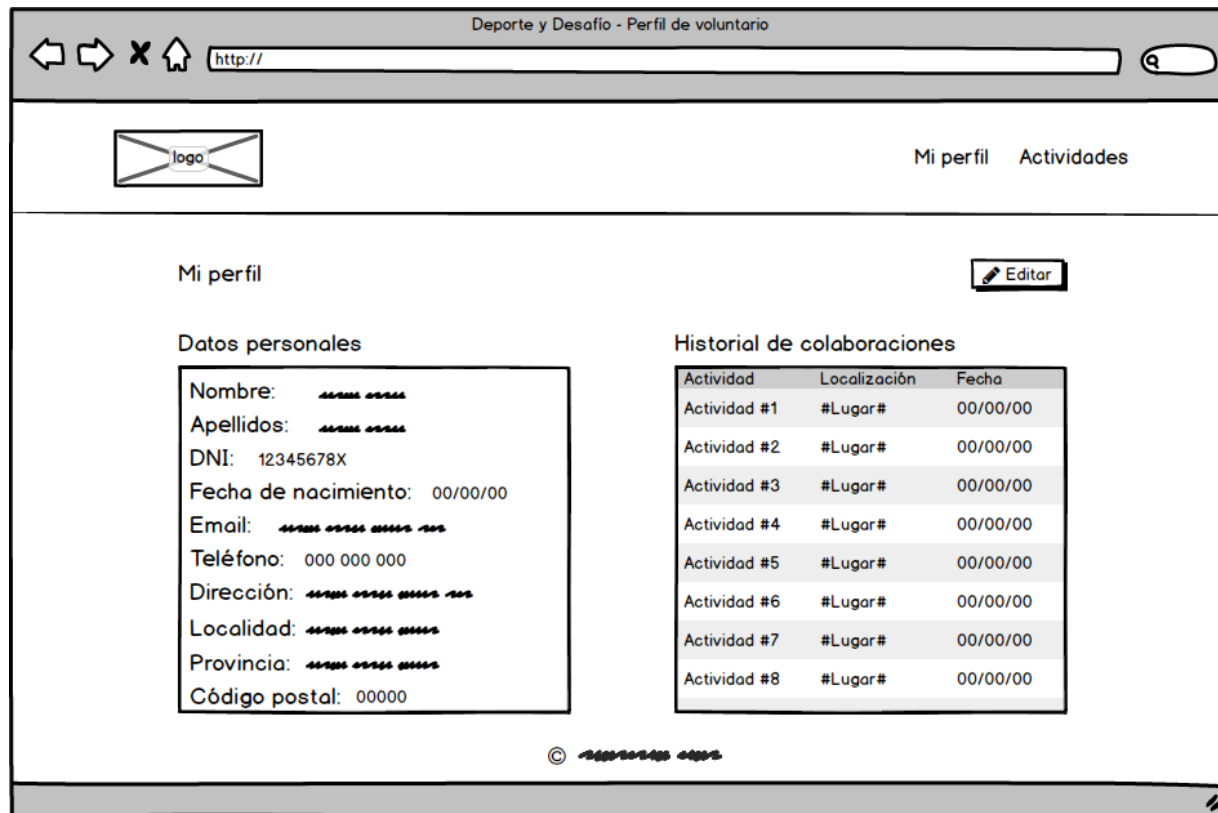 Deporte y Desafío - Perfil de voluntario
http://
logo
Mi perfil Actividades
Mi perfil
Editar
Datos personales
Nombre:
Apellidos:
DNI: 12345678X
Fecha de nacimiento: 00/00/00
Email:
Teléfono: 000 000 000
Dirección:
Localidad:
Provincia:
Código postal: 00000
Historial de colaboraciones
Actividad Localización Fecha
Actividad #1 #Lugar# 00/00/00
Actividad #2 #Lugar# 00/00/00
Actividad #3 #Lugar# 00/00/00
Actividad #4 #Lugar# 00/00/00
Actividad #5 #Lugar# 00/00/00
Actividad #6 #Lugar# 00/00/00
Actividad #7 #Lugar# 00/00/00
Actividad #8 #Lugar# 00/00/00
©